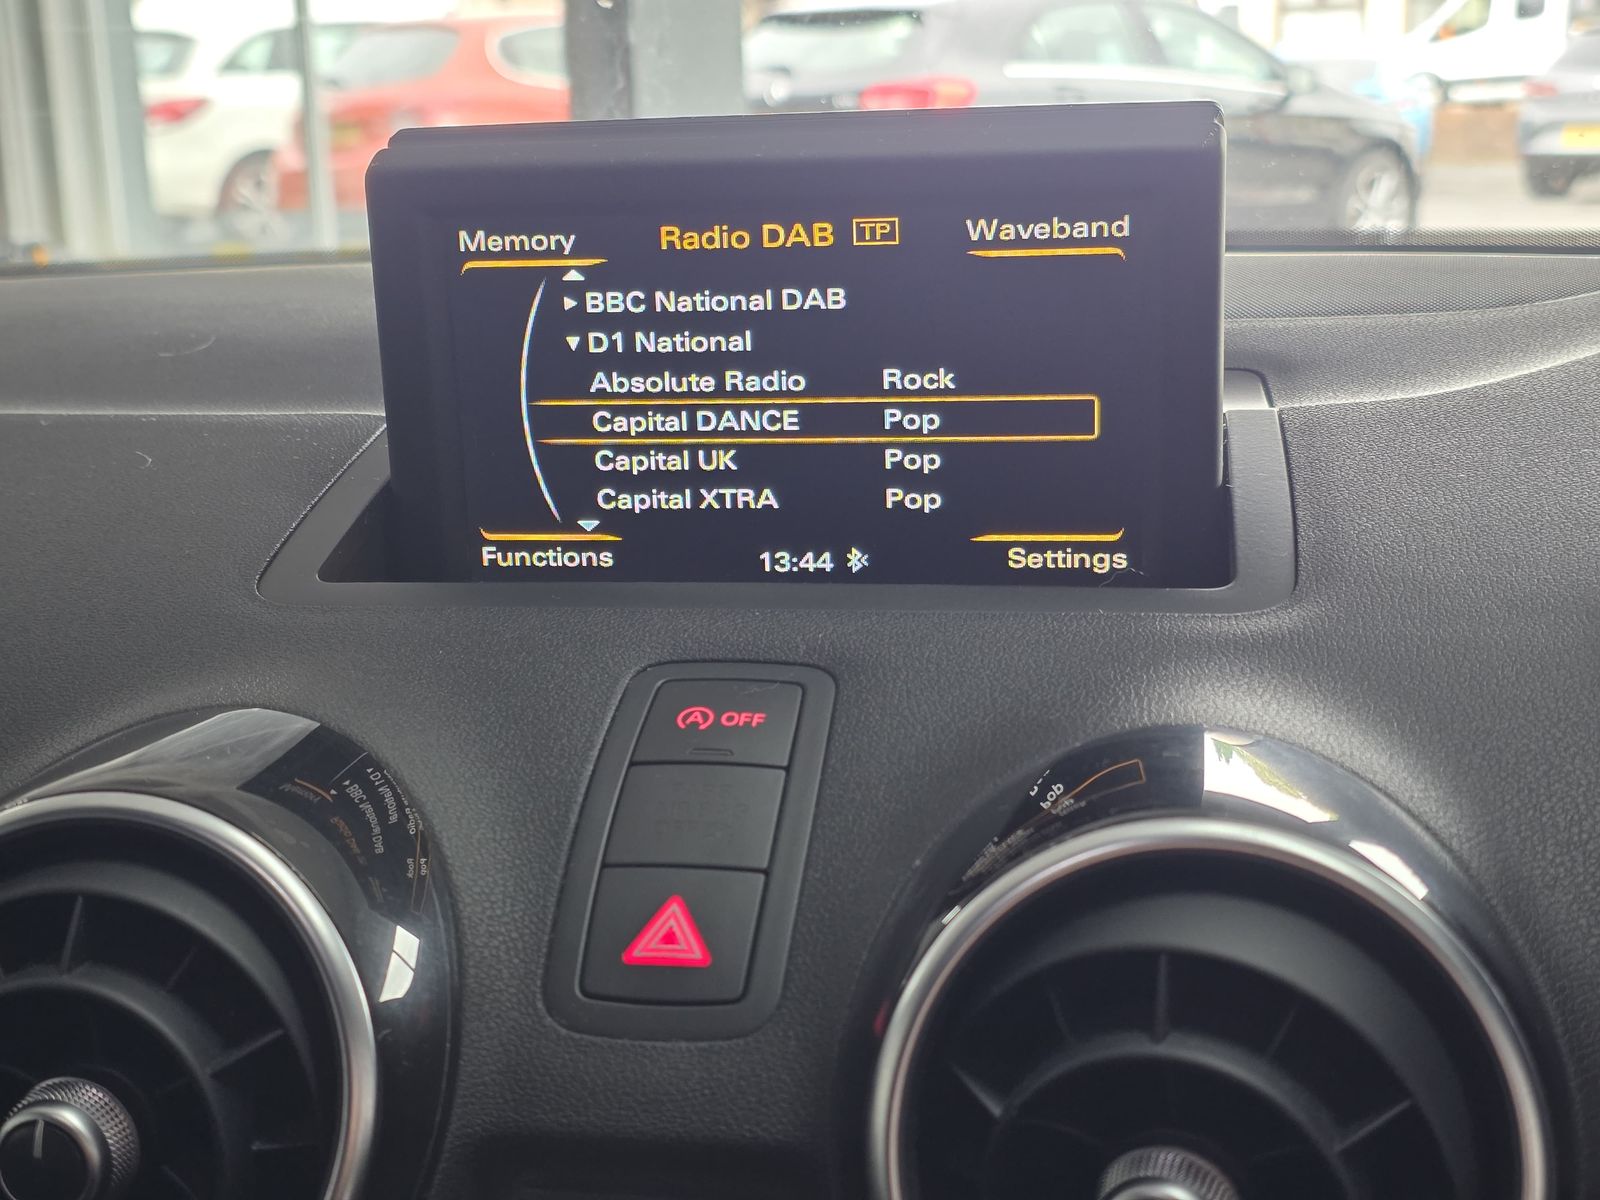 Memory Radio DAB TP Waveband
BBC National DAB
D1 National
Absolute Radio Rock
Capital DANCE Pop
Capital UK Pop
Capital XTRA Pop
Functions 13:44 Settings
A OFF